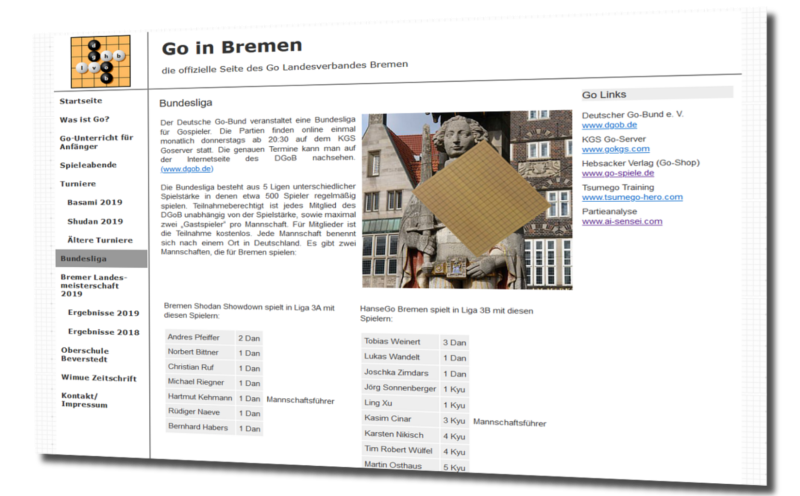 Go in Bremen
die offizielle Seite des Go Landesverbandes Bremen
Startseite
Was ist Go?
Go-Unterricht für
Anfänger
Spieleabende
Turniere
Basami 2019
Shudan 2019
Ältere Turniere
Bundesliga
Bremer Landes-
meisterschaft
2019
Ergebnisse 2019
Ergebnisse 2018
Oberschule
Beverstedt
Wimue Zeitschrift
Kontakt/
Impressum
Bundesliga
Der Deutsche Go-Bund veranstaltet eine Bundesliga
für Gospieler. Die Partien finden online einmal
monatlich donnerstags ab 20:30 auf dem KGS
Goserver statt. Die genauen Termine kann man auf
der Internetseite des DGoB nachsehen.
(www.dgob.de)
Die Bundesliga besteht aus 5 Ligen unterschiedlicher
Spielstärke in denen etwa 500 Spieler regelmäßig
spielen. Teilnahmeberechtigt ist jedes Mitglied des
DGoB unabhängig von der Spielstärke, sowie maximal
zwei „Gastspieler" pro Mannschaft. Für Mitglieder ist
die Teilnahme kostenlos. Jede Mannschaft benennt
sich nach einem Ort in Deutschland. Es gibt zwei
Mannschaften, die für Bremen spielen:
Bremen Shodan Showdown spielt in Liga 3A mit
diesen Spielern:
Andres Pfeiffer 2 Dan
Norbert Bittner 1 Dan
Christian Ruf 1 Dan
Michael Riegner 1 Dan
Hartmut Kehmann 1 Dan Mannschaftsführer
Rüdiger Naeve 1 Dan
Bernhard Habers 1 Dan
HanseGo Bremen spielt in Liga 3B mit diesen
Spielern:
Tobias Weinert 3 Dan
Lukas Wandelt 1 Dan
Joschka Zimdars 1 Dan
Jörg Sonnenberger 1 Kyu
Ling Xu 1 Kyu
Kasim Cinar 3 Kyu Mannschaftsführer
Karsten Nikisch 4 Kyu
Tim Robert Wülfel 4 Kyu
Martin Osthaus 5 Kyu
Go Links
Deutscher Go-Bund e. V.
www.dgob.de
KGS Go-Server
www.gokgs.com
Hebsacker Verlag (Go-Shop)
www.go-spiele.de
Tsumego Training
www.tsumego-hero.com
Partieanalyse
www.ai-sensei.com